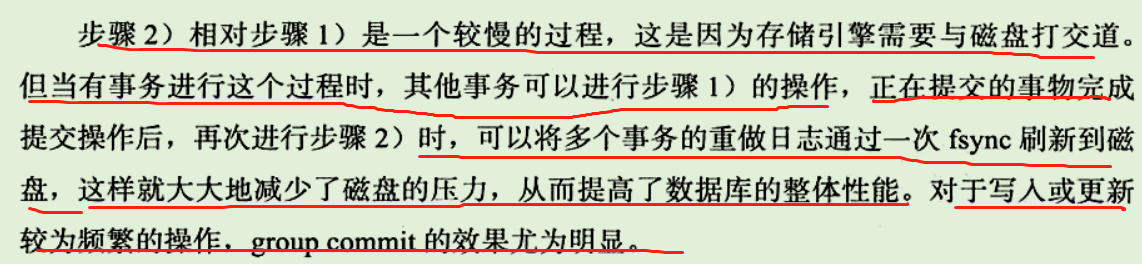 步骤2）相对步骤1）是一个较慢的过程，这是因为存储引擎需要与磁盘打交道。
但当有事务进行这个过程时，其他事务可以进行步骤1）的操作，正在提交的事物完成
提交操作后，再次进行步骤2）时，可以将多个事务的重做日志通过一次 fsync 刷新到磁
盘，这样就大大地减少了磁盘的压力，从而提高了数据库的整体性能。对于写入或更新
较为频繁的操作，group commit 的效果尤为明显。